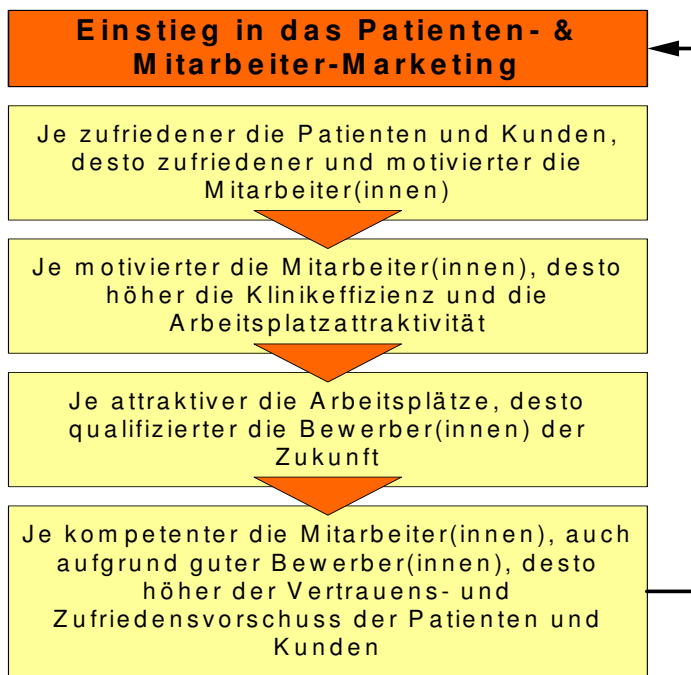 Einstieg in das Patienten- &
Mitarbeiter-Marketing
Je zufriedener die Patienten und Kunden,
desto zufriedener und motivierter die
Mitarbeiter(innen)
Je motivierter die Mitarbeiter(innen), desto
höher die Klinikeffizienz und die
Arbeitsplatzattraktivität
Je attraktiver die Arbeitsplätze, desto
qualifizierter die Bewerber(innen) der
Zukunft
Je kompetenter die Mitarbeiter(innen), auch
aufgrund guter Bewerber(innen), desto
höher der Vertrauens- und
Zufriedensvorschuss der Patienten und
Kunden